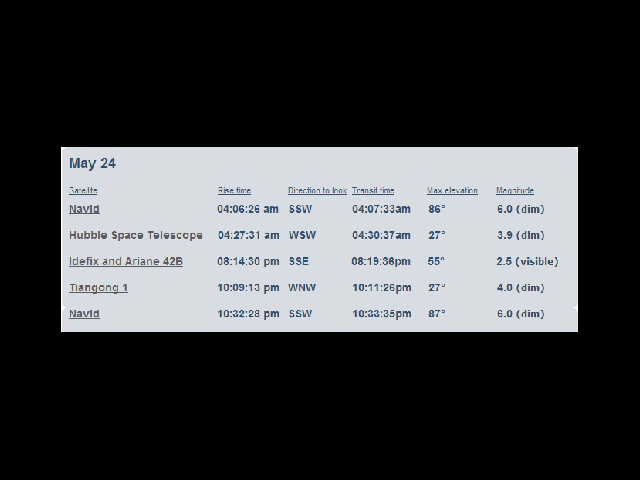 May 24
Satellite Rise time Direction to look Transit time Max elevation Magnitude
Navid 04:06:26 am SSW 04:07:33am 86° 6.0 (dim)
Hubble Space Telescope 04:27:31 am WSW 04:30:37am 27° 3.9 (dim)
Idefix and Ariane 42B 08:14:30 pm SSE 08:19:36pm 55° 2.5 (visible)
Tiangong 1 10:09:13 pm WNW 10:11:26pm 27° 4.0 (dim)
Navid 10:32:28 pm SSW 10:33:35pm 87° 6.0 (dim)